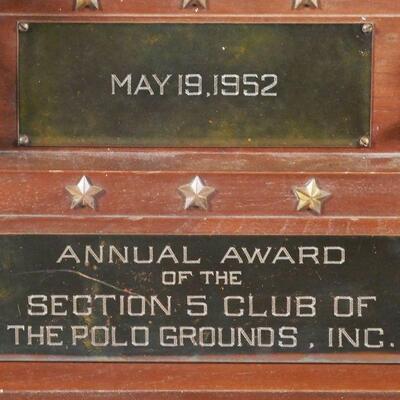 MAY 19, 1952
ANNUAL AWARD
OF THE
SECTION 5 CLUB OF
THE POLO GROUNDS, INC.